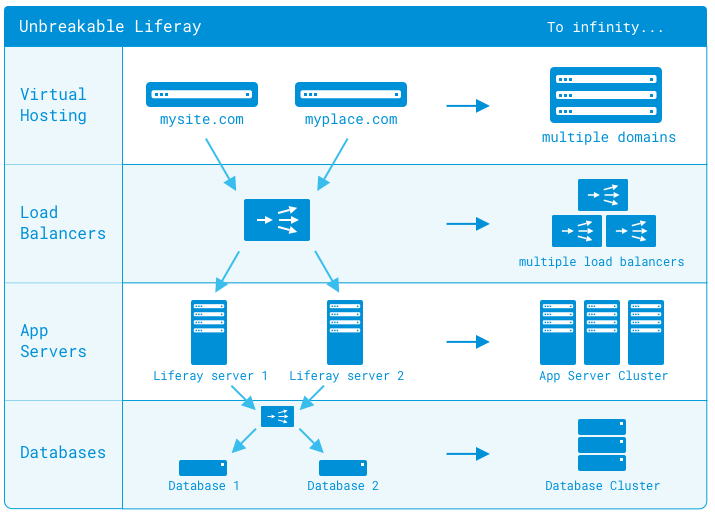 Unbreakable Liferay
To infinity...
Virtual
Hosting
mysite.com
myplace.com
multiple domains
Load
Balancers
multiple load balancers
App
Servers
Liferay server 1
Liferay server 2
App Server Cluster
Databases
Database 1
Database 2
Database Cluster